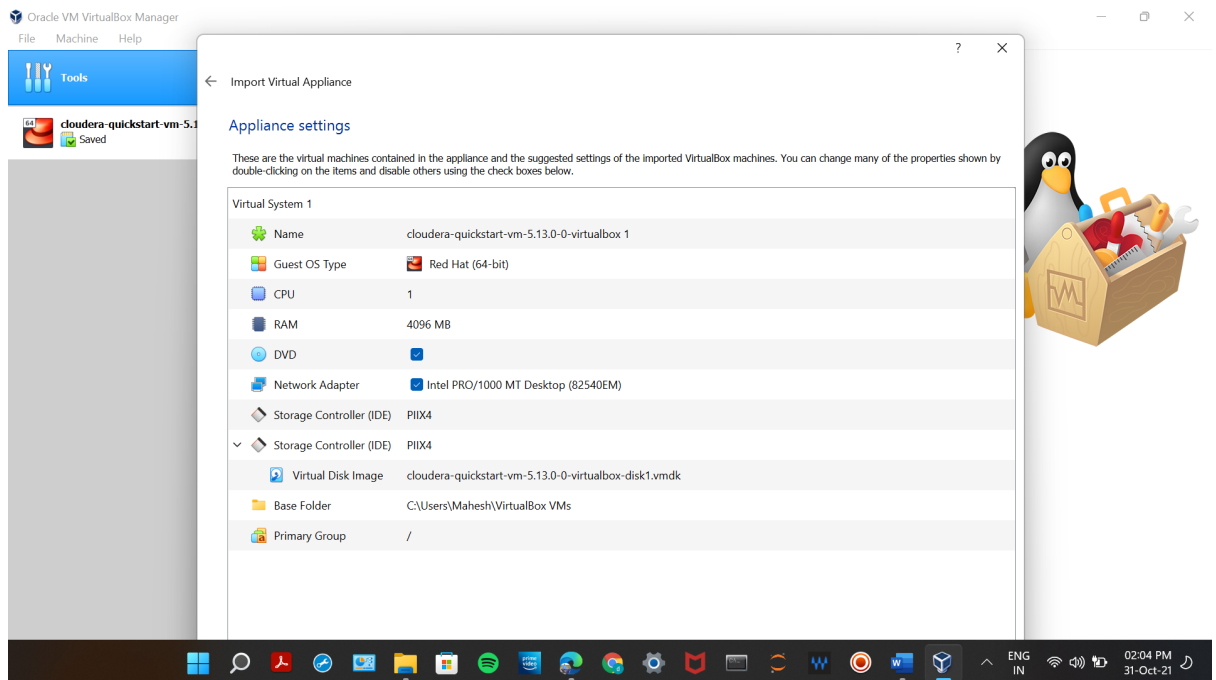 Oracle VM VirtualBox Manager
File Machine Help
Tools
64
cloudera-quickstart-vm-5.1
Saved
?
Import Virtual Appliance
Appliance settings
These are the virtual machines contained in the appliance and the suggested settings of the imported VirtualBox machines. You can change many of the properties shown by
double-clicking on the items and disable others using the check boxes below.
Virtual System 1
Name cloudera-quickstart-vm-5.13.0-0-virtualbox 1
Guest OS Type Red Hat (64-bit)
CPU 1
RAM 4096 MB
DVD
Network Adapter Intel PRO/1000 MT Desktop (82540EM)
Storage Controller (IDE) PIIX4
Storage Controller (IDE) PIIX4
Virtual Disk Image cloudera-quickstart-vm-5.13.0-0-virtualbox-disk1.vmdk
Base Folder C:\Users\Mahesh\VirtualBox VMs
Primary Group /
prime video
ENG
IN
02:04 PM
31-Oct-21